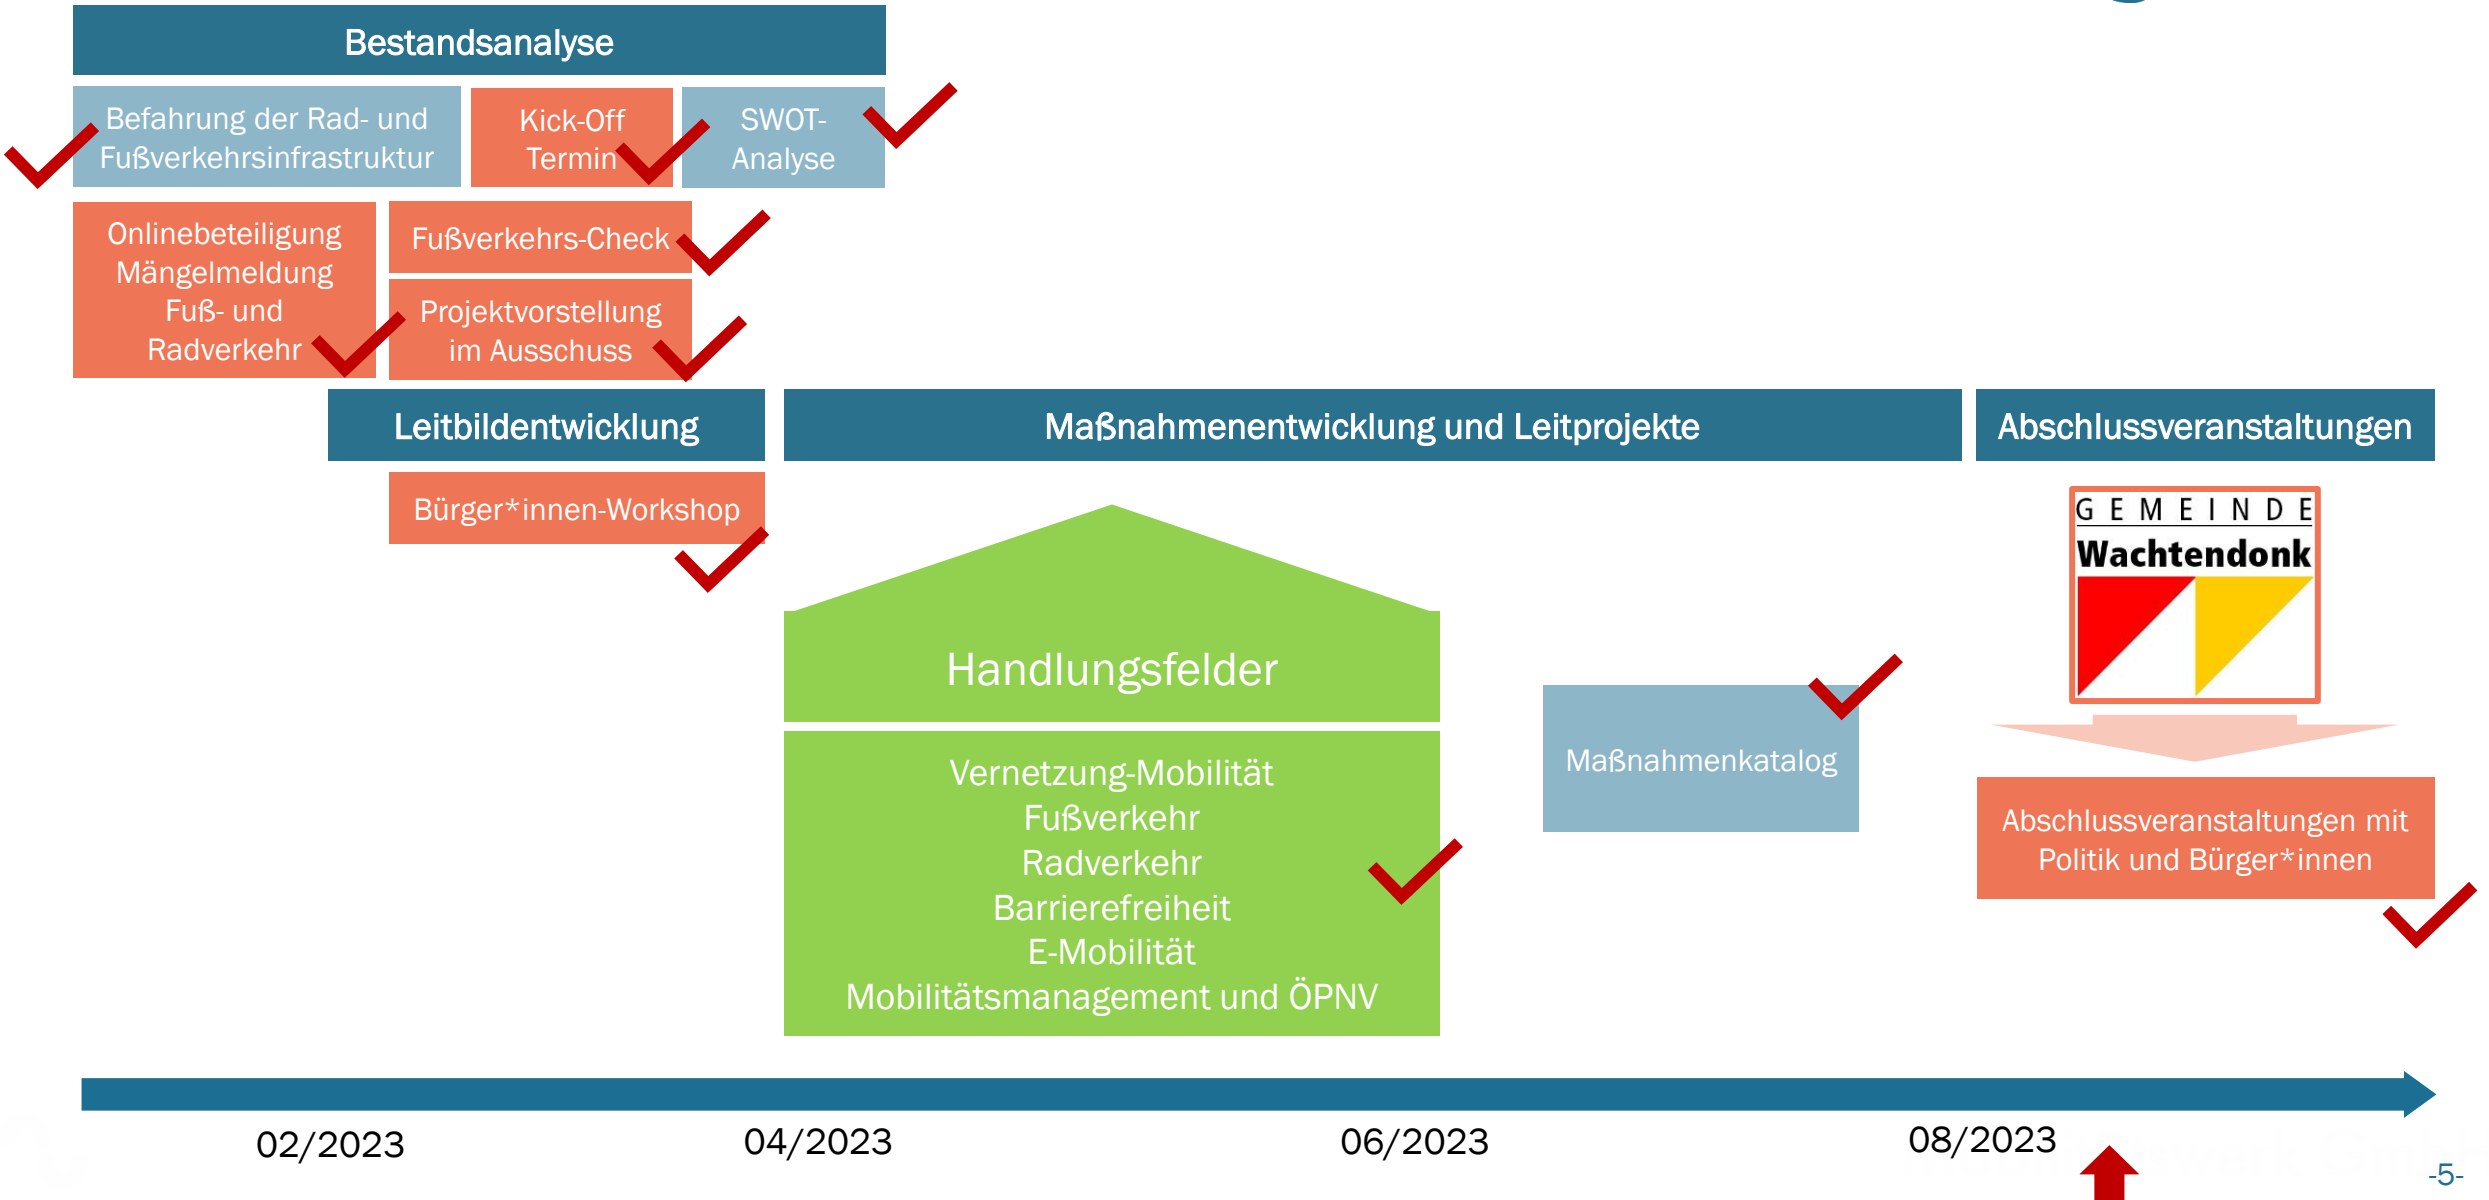 Bestandsanalyse
Befahrung der Rad- und
Fußverkehrsinfrastruktur
Kick-Off
Termin
SWOT-
Analyse
Onlinebeteiligung
Mängelmeldung
Fuß- und
Radverkehr
Fußverkehrs-Check
Projektvorstellung
im Ausschuss
Leitbildentwicklung
Maßnahmenentwicklung und Leitprojekte
Abschlussveranstaltungen
Bürger*innen-Workshop
GEMEINDE
Wachtendonk
Handlungsfelder
Vernetzung-Mobilität
Fußverkehr
Radverkehr
Barrierefreiheit
E-Mobilität
Mobilitätsmanagement und ÖPNV
Maßnahmenkatalog
Abschlussveranstaltungen mit
Politik und Bürger*innen
02/2023
04/2023
06/2023
08/2023
-5-